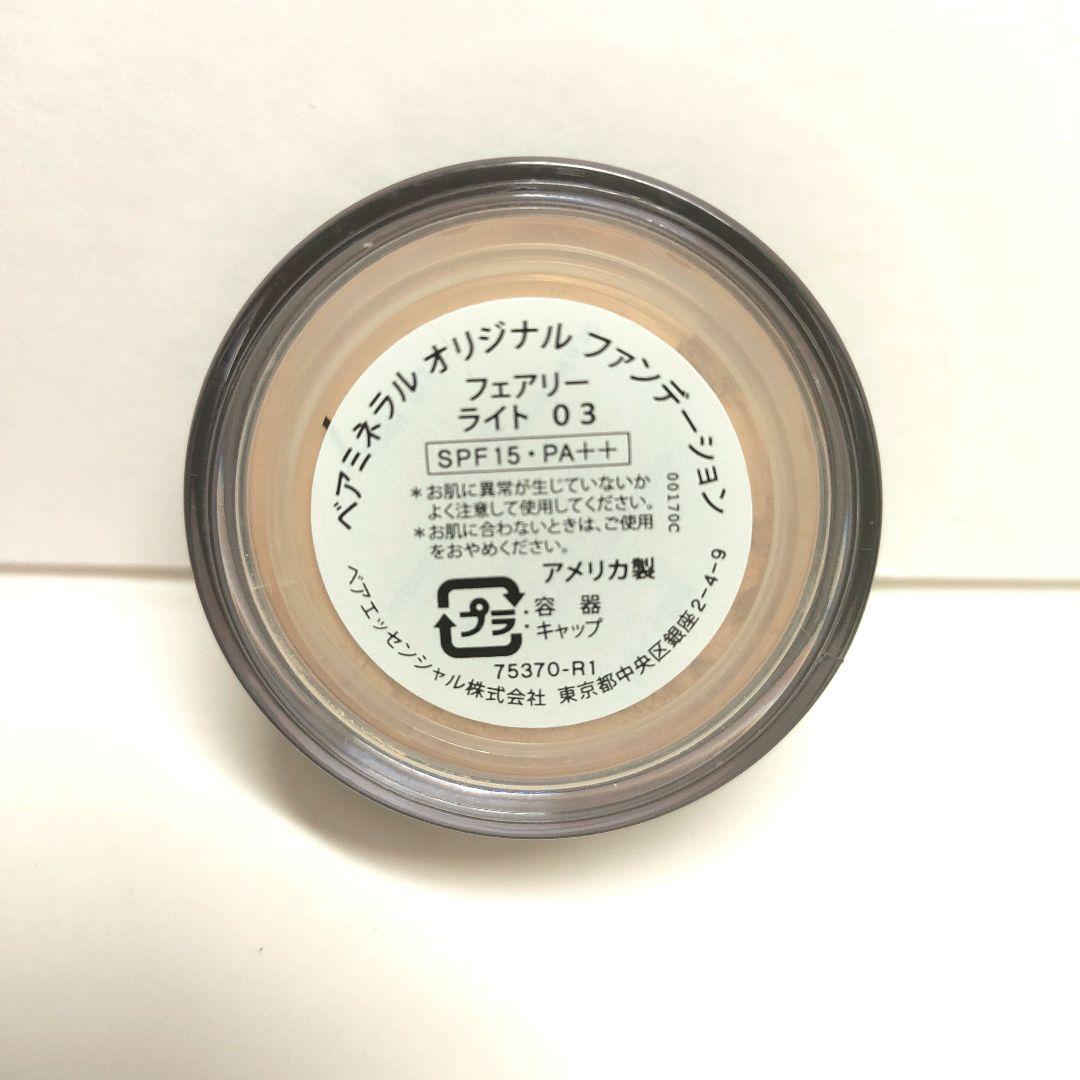 ベアミネラル オリジナル ファンデーション
フェアリー
ライト 03
SPF15・PA++
＊お肌に異常が生じていないか
よく注意して使用してください。
＊お肌に合わないときは、ご使用
をおやめください。
00170C
アメリカ製
プラ
・容 器
・キャップ
75370-R1
ベアエッセンシャル株式会社 東京都中央区銀座2-4-9